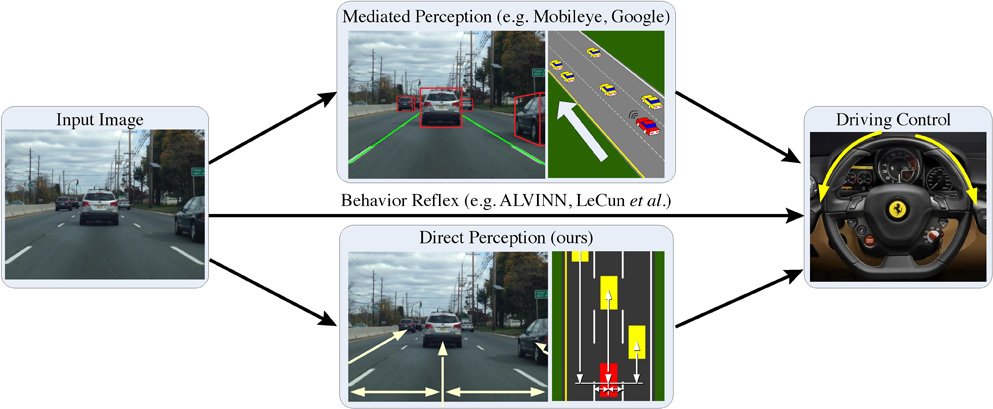 Mediated Perception (e.g. Mobileye, Google)
Input Image
Driving Control
Behavior Reflex (e.g. ALVINN, LeCun et al.)
Direct Perception (ours)